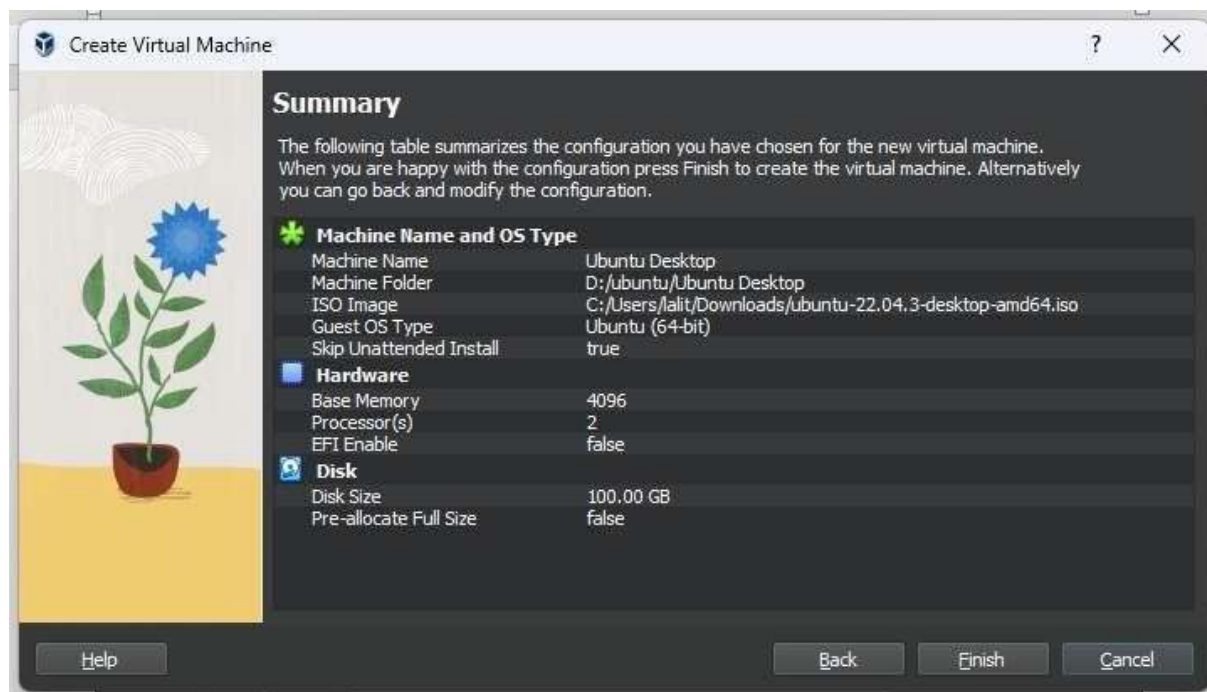 Create Virtual Machine ?
Summary
The following table summarizes the configuration you have chosen for the new virtual machine.
When you are happy with the configuration press Finish to create the virtual machine. Alternatively
you can go back and modify the configuration.
Machine Name and OS Type
Machine Name Ubuntu Desktop
Machine Folder D:/ubuntu/Ubuntu Desktop
ISO Image C:/Users/lalit/Downloads/ubuntu-22.04.3-desktop-amd64.iso
Guest OS Type Ubuntu (64-bit)
Skip Unattended Install true
Hardware
Base Memory 4096
Processor(s) 2
EFI Enable false
Disk
Disk Size 100.00 GB
Pre-allocate Full Size false
Help Back Finish Cancel